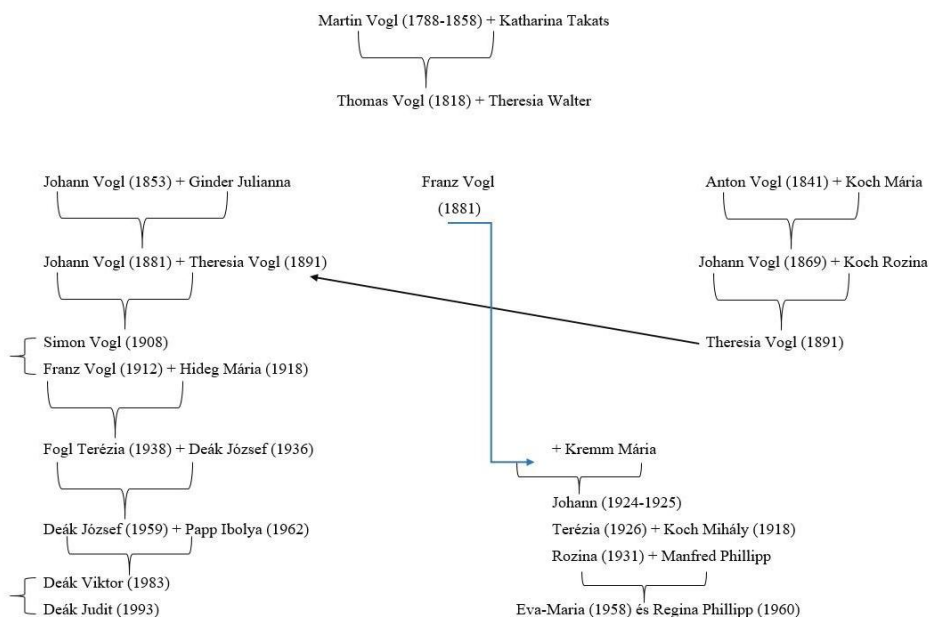 Martin Vogl (1788-1858) + Katharina Takats
Thomas Vogl (1818) + Theresia Walter
Johann Vogl (1853) + Ginder Julianna
Franz Vogl
(1881)
Anton Vogl (1841) + Koch Mária
Johann Vogl (1881) + Theresia Vogl (1891)
Johann Vogl (1869) + Koch Rozina
Simon Vogl (1908)
Theresia Vogl (1891)
Franz Vogl (1912) + Hideg Mária (1918)
Fogl Terézia (1938) + Deák József (1936)
+ Kremm Mária
Johann (1924-1925)
Deák József (1959) + Papp Ibolya (1962)
Terézia (1926) + Koch Mihály (1918)
Rozina (1931) + Manfred Phillipp
Deák Viktor (1983)
Deák Judit (1993)
Eva-Maria (1958) és Regina Phillipp (1960)